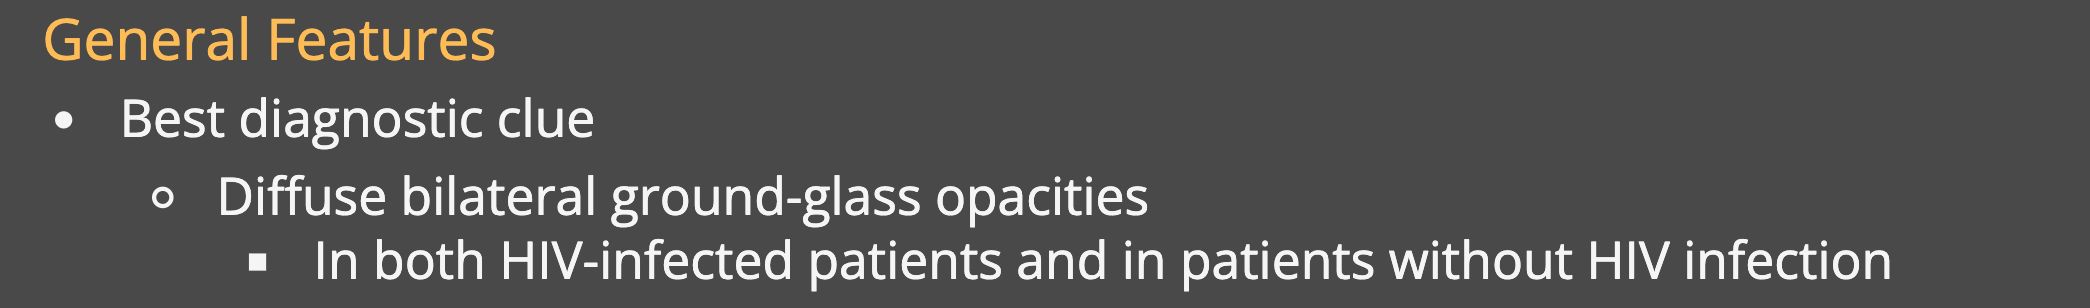 General Features
• Best diagnostic clue
○ Diffuse bilateral ground-glass opacities
▪ In both HIV-infected patients and in patients without HIV infection